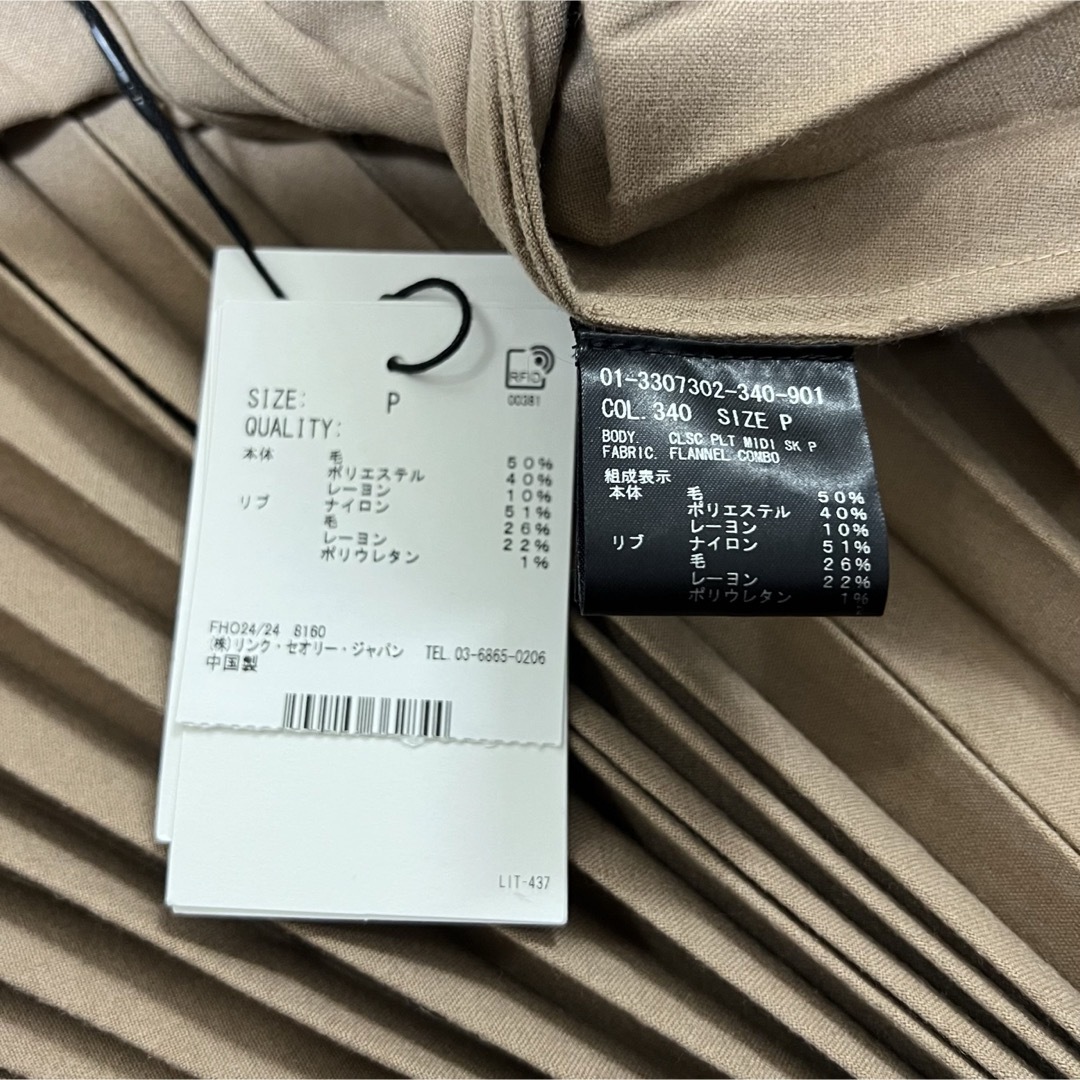 RFID
00381
SIZE: P
QUALITY:
本体 毛 50%
ポリエステル 40%
レーヨン 10%
リブ ナイロン 51%
毛 26%
レーヨン 22%
ポリウレタン 1%
FHO24/24 8160
(株)リンク・セオリー・ジャパン TEL.03-6865-0206
中国製
LIT-437
01-3307302-340-901
COL.340 SIZE P
BODY. CLSC PLT MIDI SK P
FABRIC. FLANNEL COMBO
組成表示
本体 毛 50%
ポリエステル 40%
レーヨン 10%
リブ ナイロン 51%
毛 26%
レーヨン 22%
ポリウレタン 1%